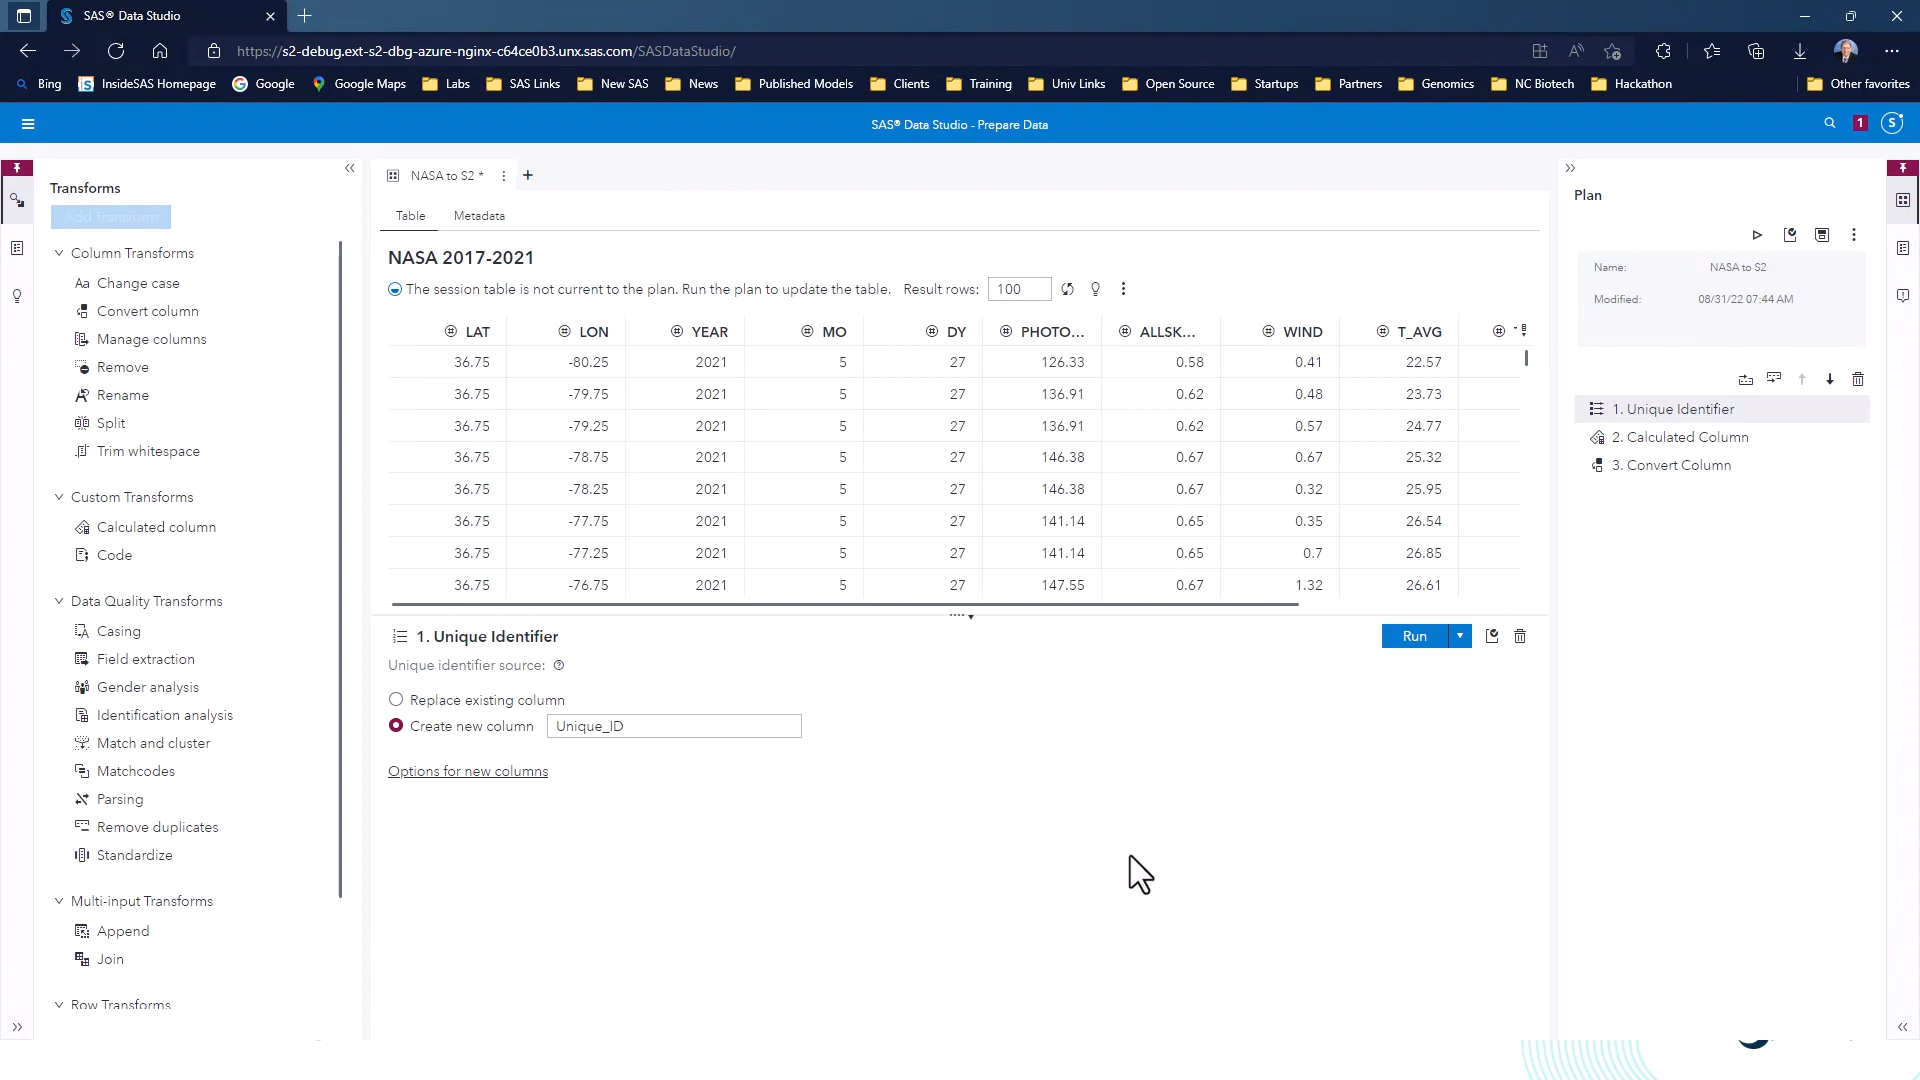 SAS® Data Studio
https://s2-debug.ext-s2-dbg-azure-nginx-c64ce0b3.unx.sas.com/SASDataStudio/
Bing InsideSAS Homepage Google Google Maps Labs SAS Links New SAS News Published Models Clients Training Univ Links Open Source Startups Partners Genomics NC Biotech Hackathon Other favorites
SAS® Data Studio - Prepare Data
1
S
Transforms
Add Transform
Column Transforms
Aa Change case
Convert column
Manage columns
Remove
Rename
Split
Trim whitespace
Custom Transforms
Calculated column
Code
Data Quality Transforms
Casing
Field extraction
Gender analysis
Identification analysis
Match and cluster
Matchcodes
Parsing
Remove duplicates
Standardize
Multi-input Transforms
Append
Join
Row Transforms
NASA to S2 *
Table Metadata
NASA 2017-2021
The session table is not current to the plan. Run the plan to update the table. Result rows: 100
LAT LON YEAR MO DY PHOTO... ALLSK... WIND T_AVG
36.75 -80.25 2021 5 27 126.33 0.58 0.41 22.57
36.75 -79.75 2021 5 27 136.91 0.62 0.48 23.73
36.75 -79.25 2021 5 27 136.91 0.62 0.57 24.77
36.75 -78.75 2021 5 27 146.38 0.67 0.67 25.32
36.75 -78.25 2021 5 27 146.38 0.67 0.32 25.95
36.75 -77.75 2021 5 27 141.14 0.65 0.35 26.54
36.75 -77.25 2021 5 27 141.14 0.65 0.7 26.85
36.75 -76.75 2021 5 27 147.55 0.67 1.32 26.61
1. Unique Identifier
Run
Unique identifier source:
Replace existing column
Create new column Unique_ID
Options for new columns
Plan
Name: NASA to S2
Modified: 08/31/22 07:44 AM
1. Unique Identifier
2. Calculated Column
3. Convert Column